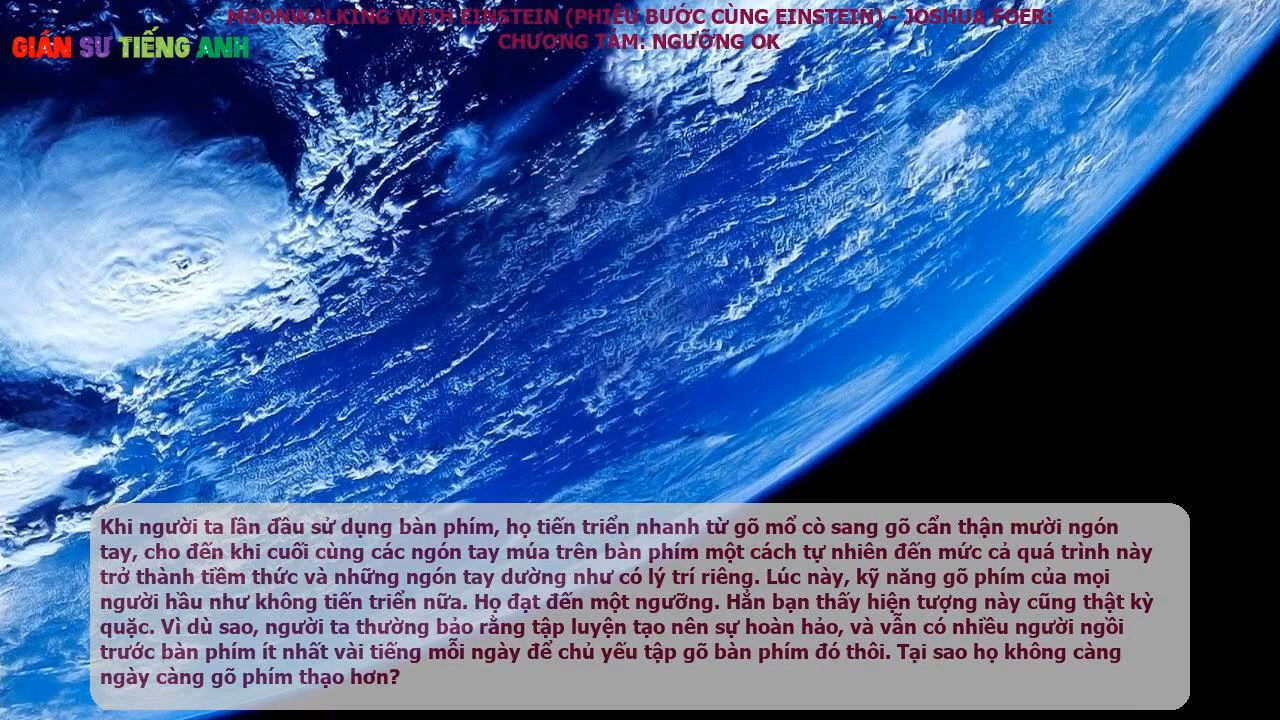 MOONWALKING WITH EINSTEIN (PHIÊU BƯỚC CÙNG EINSTEIN) - JOSHUA FOER:
CHƯƠNG TÁM: NGƯỠNG OK
GIÁN SƯ TIẾNG ANH
Khi người ta lần đầu sử dụng bàn phím, họ tiến triển nhanh từ gõ mổ cò sang gõ cẩn thận mười ngón
tay, cho đến khi cuối cùng các ngón tay múa trên bàn phím một cách tự nhiên đến mức cả quá trình này
trở thành tiềm thức và những ngón tay dường như có lý trí riêng. Lúc này, kỹ năng gõ phím của mọi
người hầu như không tiến triển nữa. Họ đạt đến một ngưỡng. Hẳn bạn thấy hiện tượng này cũng thật kỳ
quặc. Vì dù sao, người ta thường bảo rằng tập luyện tạo nên sự hoàn hảo, và vẫn có nhiều người ngồi
trước bàn phím ít nhất vài tiếng mỗi ngày để chủ yếu tập gõ bàn phím đó thôi. Tại sao họ không càng
ngày càng gõ phím thạo hơn?